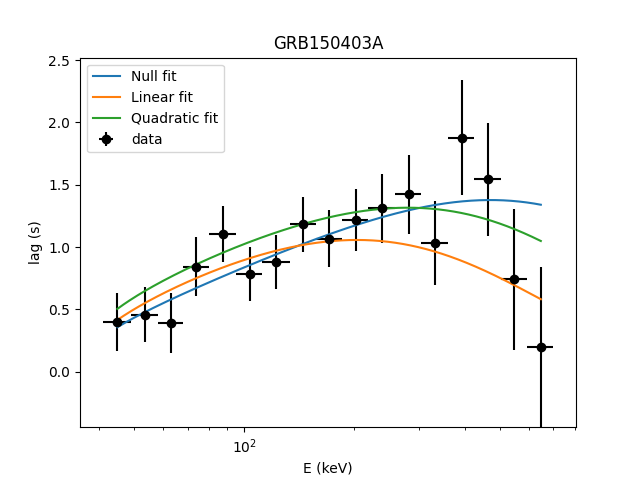 GRB150403A
2.5
2.0
1.5
1.0
0.5
0.0
lag (s)
Null fit
Linear fit
Quadratic fit
data
10²
E (keV)